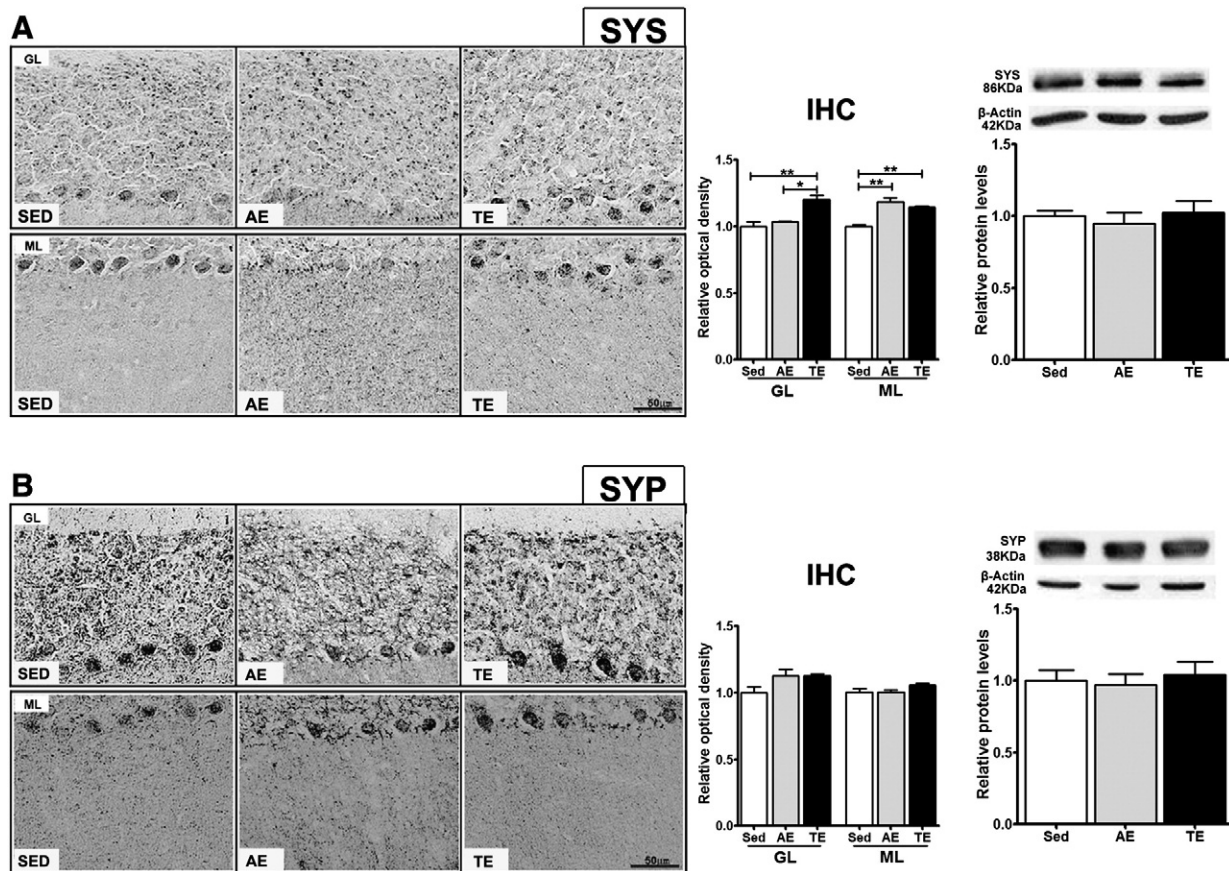 A
SYS
GL
SED
AE
TE
ML
SED
AE
TE
50µm
IHC
Relative optical density
1.5
1.0
0.5
0.0
**
*
**
**
Sed AE TE Sed AE TE
GL ML
SYS
86KDa
β-Actin
42KDa
Relative protein levels
1.5
1.0
0.5
0.0
Sed AE TE
B
SYP
GL
SED
AE
TE
ML
SED
AE
TE
50µm
IHC
Relative optical density
1.5
1.0
0.5
0.0
Sed AE TE Sed AE TE
GL ML
SYP
38KDa
β-Actin
42KDa
Relative protein levels
1.5
1.0
0.5
0.0
Sed AE TE